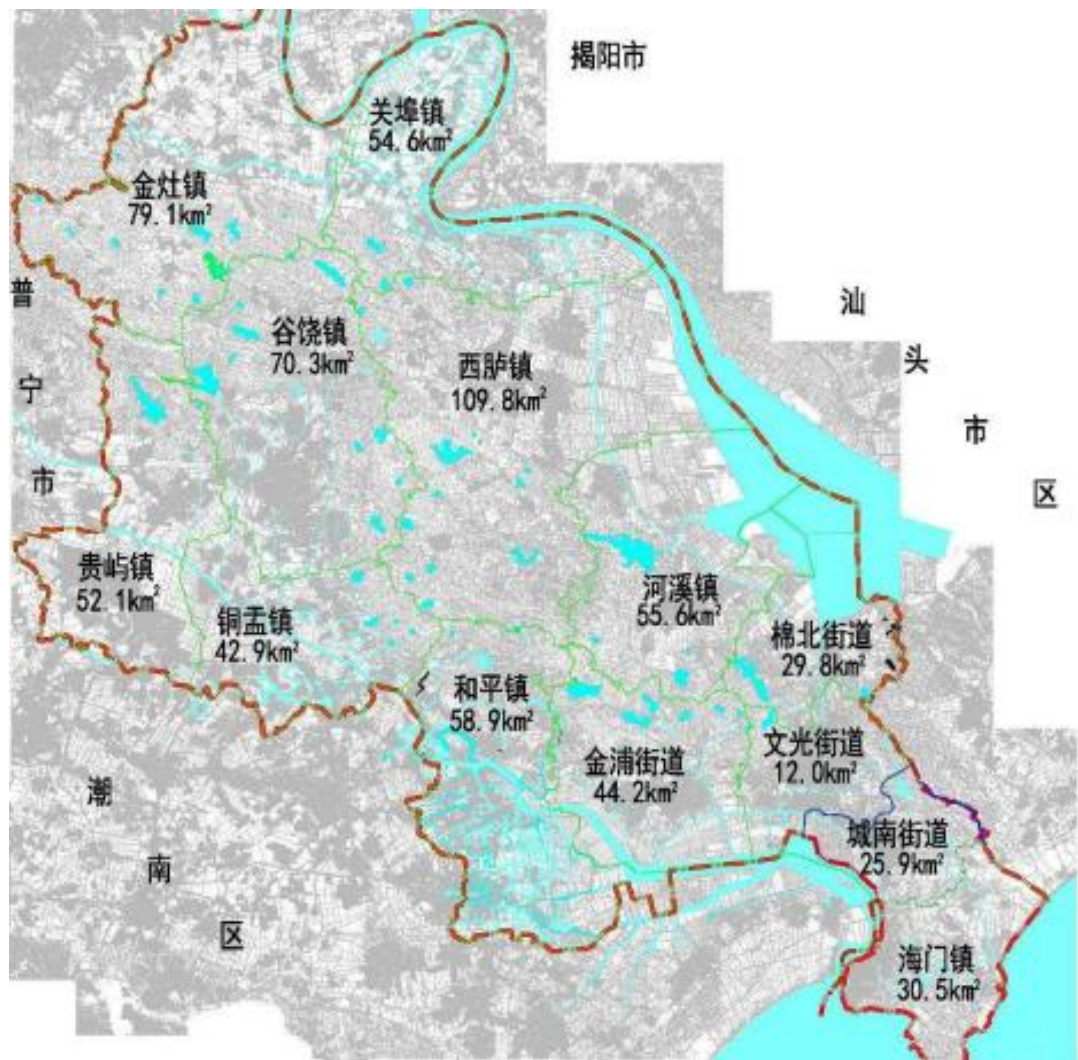 揭阳市
关埠镇
54.6km²
金灶镇
79.1km²
普
宁
市
汕
头
市
区
谷饶镇
70.3km²
西胪镇
109.8km²
贵屿镇
52.1km²
铜盂镇
42.9km²
河溪镇
55.6km²
棉北街道
29.8km²
和平镇
58.9km²
金浦街道
44.2km²
文光街道
12.0km²
城南街道
25.9km²
潮
南
区
海门镇
30.5km²